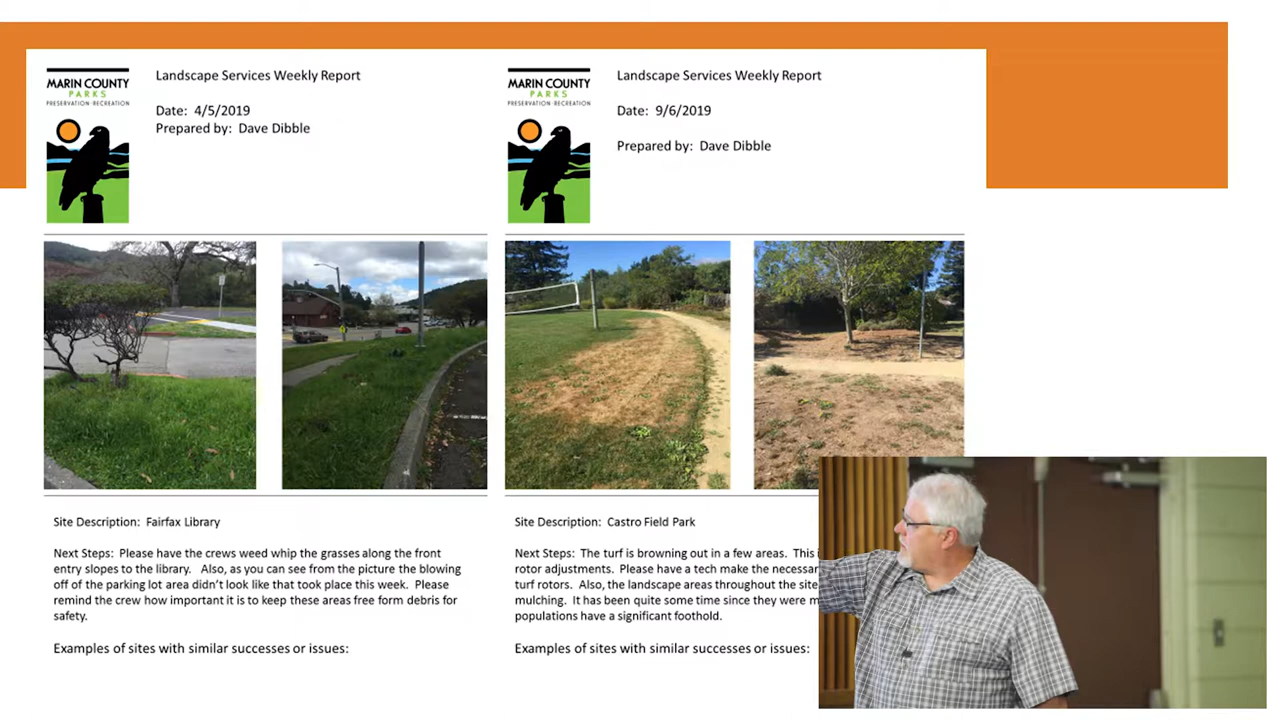 MARIN COUNTY
PARKS
PRESERVATION·RECREATION
Landscape Services Weekly Report
Date: 4/5/2019
Prepared by: Dave Dibble
Site Description: Fairfax Library
Next Steps: Please have the crews weed whip the grasses along the front
entry slopes to the library. Also, as you can see from the picture the blowing
off of the parking lot area didn't look like that took place this week. Please
remind the crew how important it is to keep these areas free form debris for
safety.
Examples of sites with similar successes or issues:
MARIN COUNTY
PARKS
PRESERVATION·RECREATION
Landscape Services Weekly Report
Date: 9/6/2019
Prepared by: Dave Dibble
Site Description: Castro Field Park
Next Steps: The turf is browning out in a few areas. This
rotor adjustments. Please have a tech make the
turf rotors. Also, the landscape areas throughout the site
mulching. It has been quite some time since they were
populations have a significant foothold.
Examples of sites with similar successes or issues: